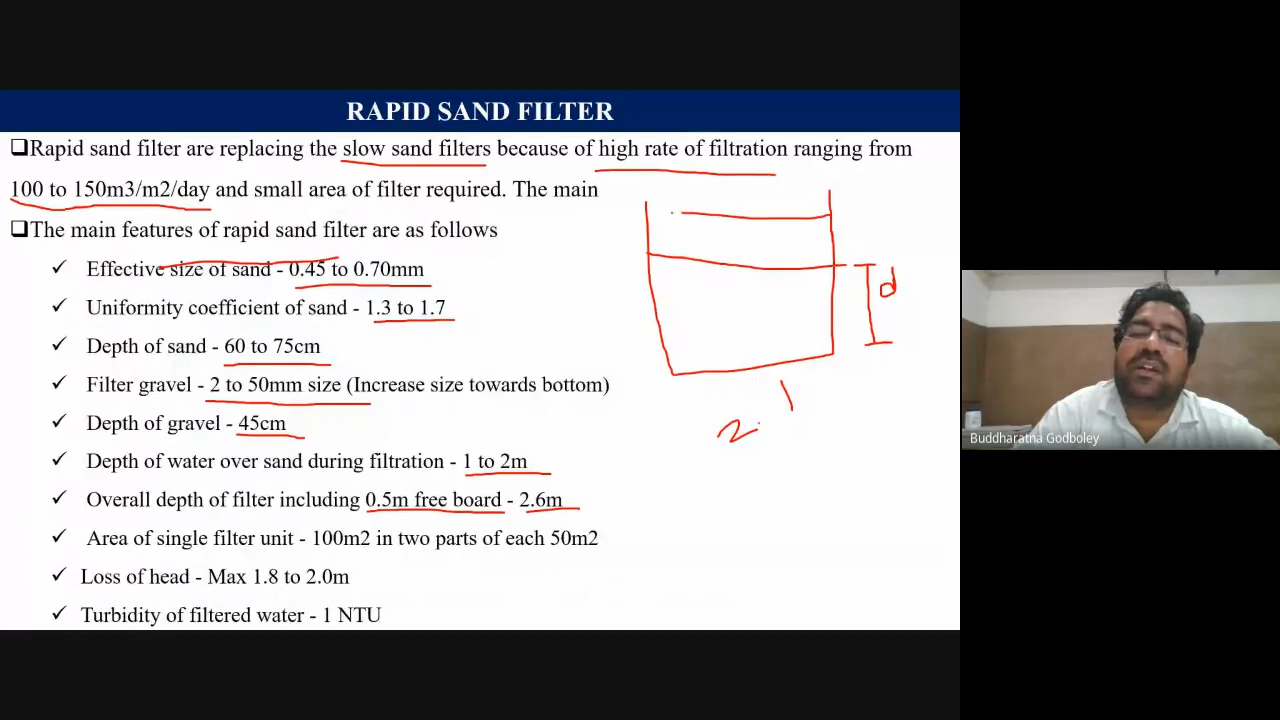 RAPID SAND FILTER
❑Rapid sand filter are replacing the slow sand filters because of high rate of filtration ranging from
100 to 150m3/m2/day and small area of filter required. The main
❑The main features of rapid sand filter are as follows
✓ Effective size of sand - 0.45 to 0.70mm
✓ Uniformity coefficient of sand - 1.3 to 1.7
✓ Depth of sand - 60 to 75cm
✓ Filter gravel - 2 to 50mm size (Increase size towards bottom)
✓ Depth of gravel - 45cm
✓ Depth of water over sand during filtration - 1 to 2m
✓ Overall depth of filter including 0.5m free board - 2.6m
✓ Area of single filter unit - 100m2 in two parts of each 50m2
✓ Loss of head - Max 1.8 to 2.0m
✓ Turbidity of filtered water - 1 NTU
d
2.
Buddharatna Godboley